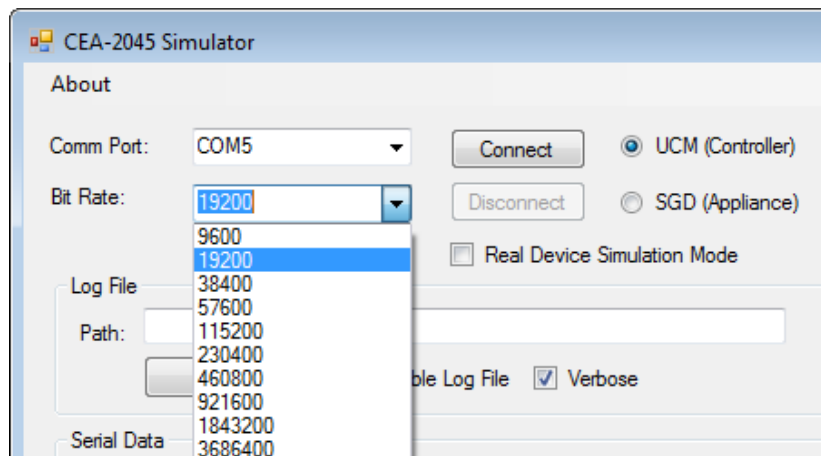 CEA-2045 Simulator
About
Comm Port: COM5 Connect UCM (Controller)
Bit Rate: 19200 Disconnect SGD (Appliance)
9600
19200 Real Device Simulation Mode
Log File 38400
57600
Path: 115200
230400
460800 Log File Verbose
921600
1843200
Serial Data 3686400